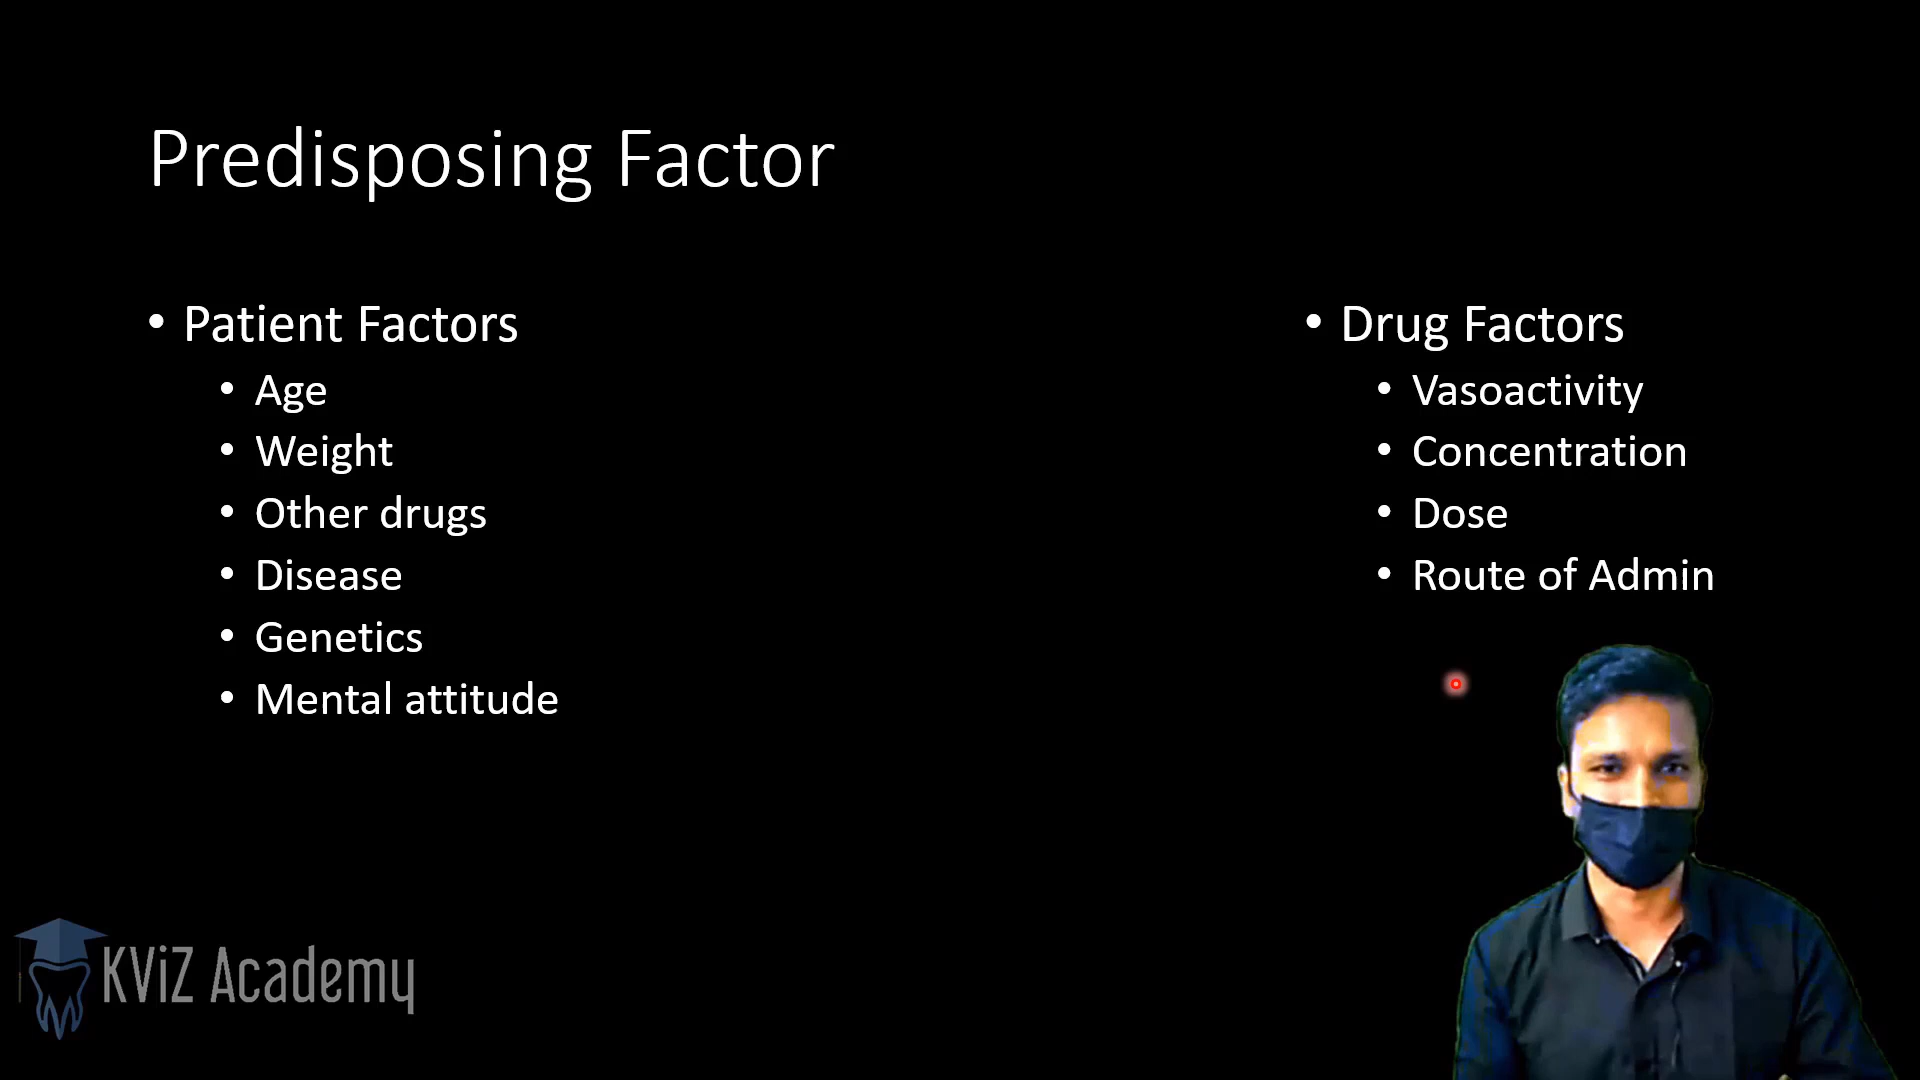 Predisposing Factor
• Patient Factors
• Age
• Weight
• Other drugs
• Disease
• Genetics
• Mental attitude
• Drug Factors
• Vasoactivity
• Concentration
• Dose
• Route of Admin
KViZ Academy